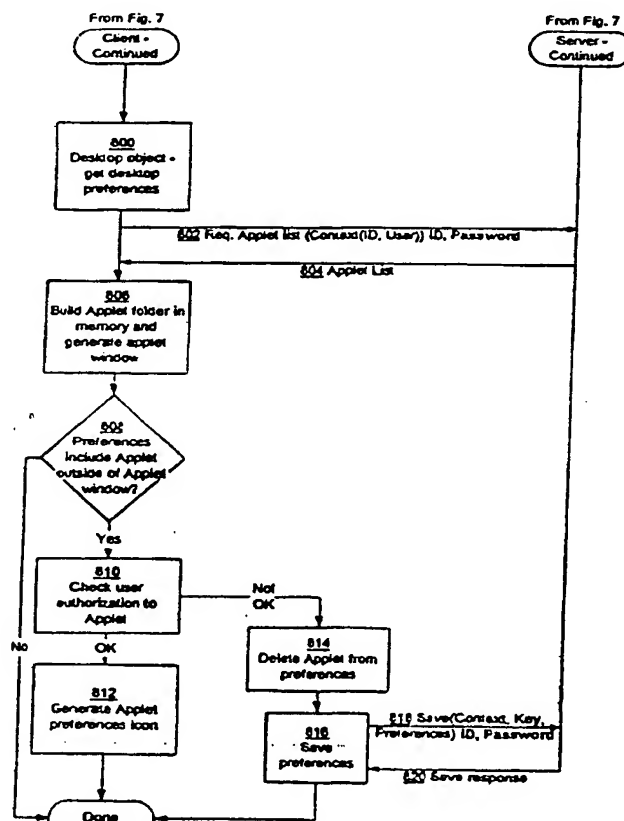 From Fig. 7
Client -
Continued
From Fig. 7
Server -
Continued
800
Desktop object -
get desktop
preferences
802 Req. Applet list (Context(ID, User)) ID, Password
804 Applet List
806
Build Applet folder in
memory and
generate applet
window
808
Preferences
include Applet
outside of Applet
window?
Yes
No
810
Check user
authorization to
Applet
Not
OK
OK
814
Delete Applet from
preferences
812
Generate Applet
preferences icon
816
Save
preferences
818 Save(Context, Key,
Preferences) ID, Password
820 Save response
Done